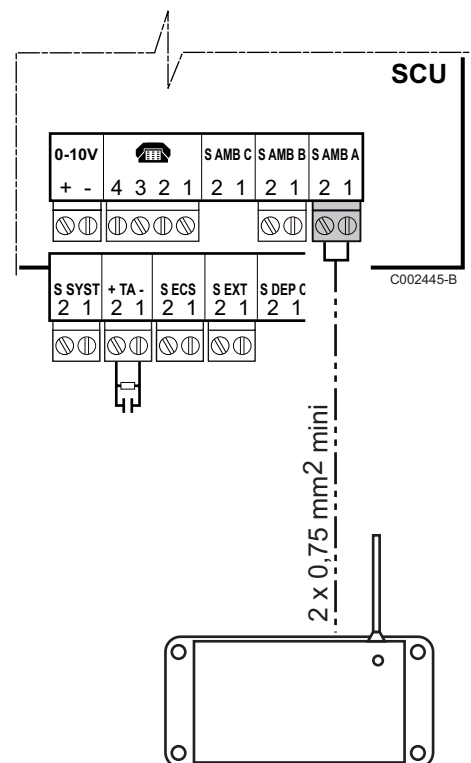 SCU
0-10V S AMB C S AMB B S AMB A
+ - 4 3 2 1 2 1 2 1 2 1
C002445-B
S SYST + TA - S ECS S EXT S DEP C
2 1 2 1 2 1 2 1 2 1
2 x 0,75 mm2 mini